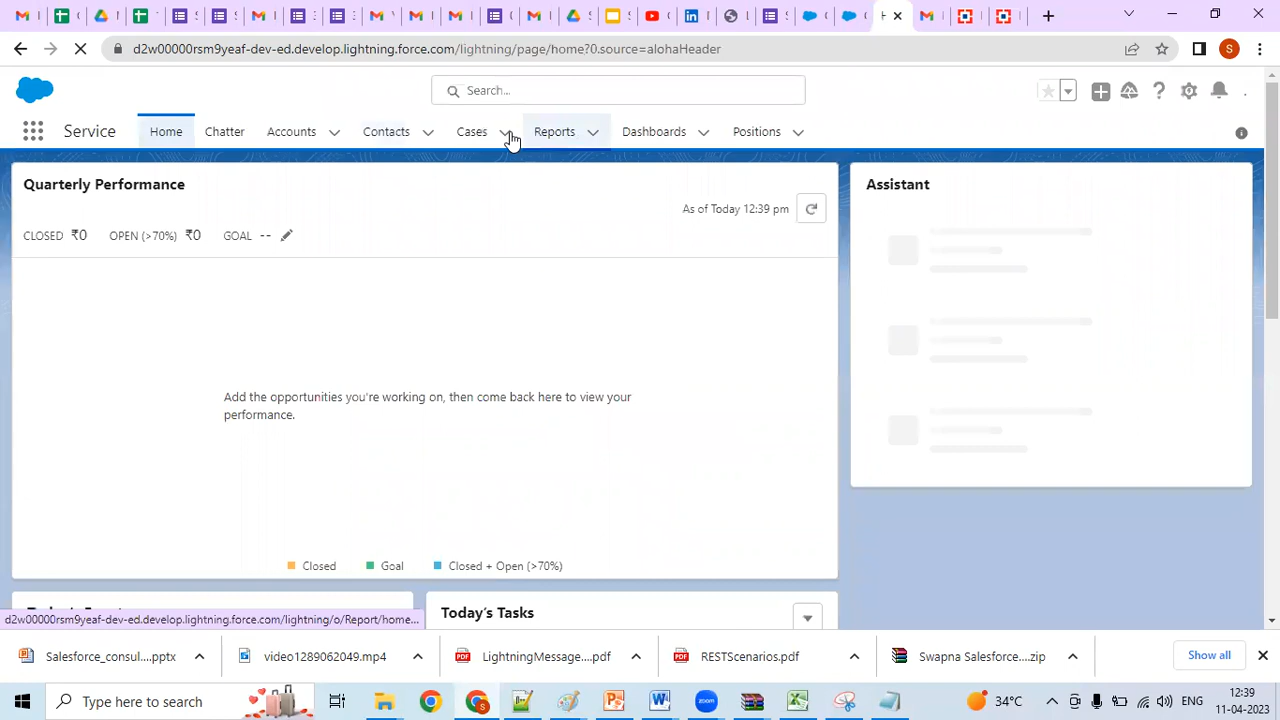 d2w00000rsm9yeaf-dev-ed.develop.lightning.force.com/lightning/page/home?0.source=alohaHeader
S
Search...
Service
Home
Chatter
Accounts
Contacts
Cases
Reports
Dashboards
Positions
Quarterly Performance
As of Today 12:39 pm
CLOSED ₹0 OPEN (>70%) ₹0 GOAL --
Assistant
Add the opportunities you're working on, then come back here to view your
performance.
Closed
Goal
Closed + Open (>70%)
Today's Tasks
d2w00000rsm9yeaf-dev-ed.develop.lightning.force.com/lightning/o/Report/home...
Salesforce_consul....pptx
video1289062049.mp4
LightningMessage....pdf
RESTScenarios.pdf
Swapna Salesforce....zip
Show all
Type here to search
34°C
ENG
12:39
11-04-2023